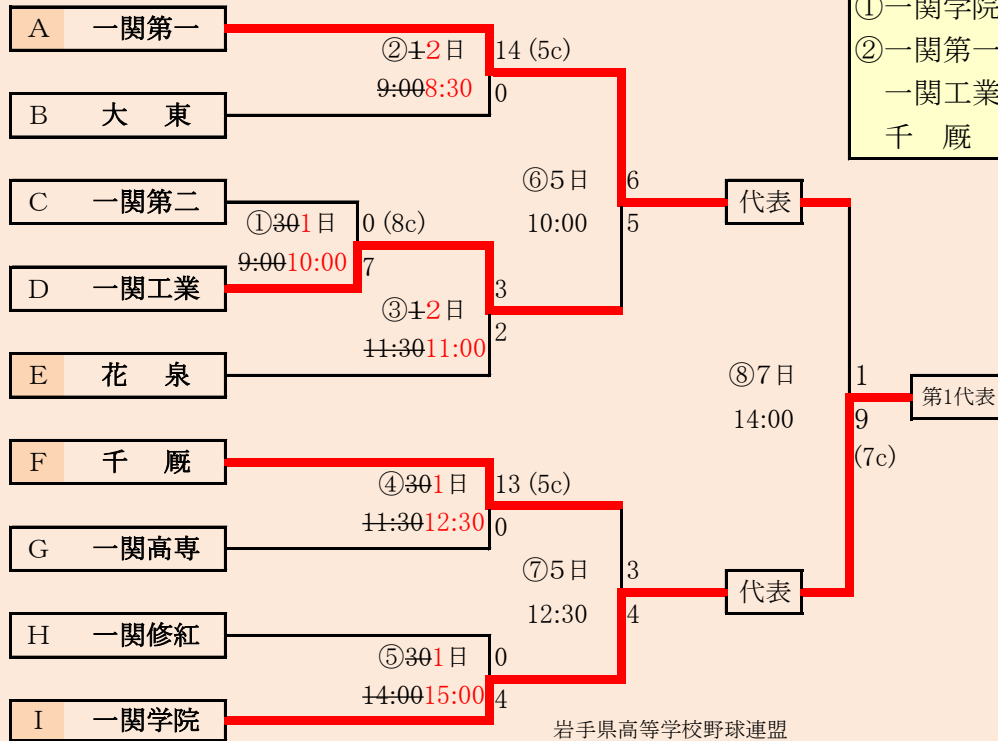 A 一関第一
B 大　東
C 一関第二
D 一関工業
E 花　泉
F 千　厩
G 一関高専
H 一関修紅
I 一関学院
②12日
9:008:30
14 (5c)
0
①301日
9:0010:00
0 (8c)
7
③12日
11:3011:00
3
2
④301日
11:3012:30
13 (5c)
0
⑤301日
14:0015:00
0
4
⑥5日
10:00
6
5
⑦5日
12:30
3
4
代表
代表
⑧7日
14:00
1
9
(7c)
第1代表
①一関学院
②一関第一
一関工業
千　厩
岩手県高等学校野球連盟